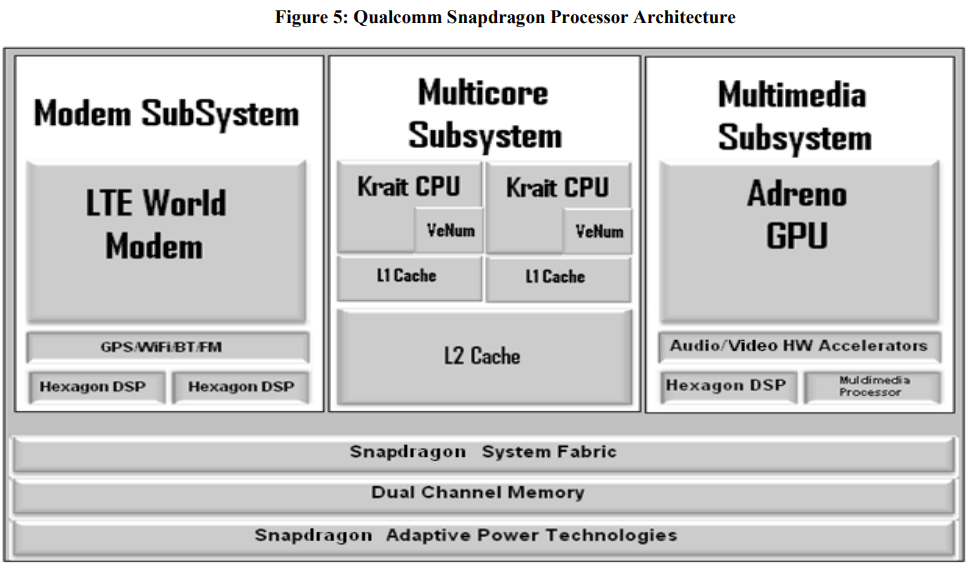 Figure 5: Qualcomm Snapdragon Processor Architecture
Modem SubSystem
LTE World
Modem
GPS/WiFi/BT/FM
Hexagon DSP
Hexagon DSP
Multicore
Subsystem
Krait CPU
VeNum
L1 Cache
Krait CPU
VeNum
L1 Cache
L2 Cache
Multimedia
Subsystem
Adreno
GPU
Audio/Video HW Accelerators
Hexagon DSP
Muldimedia
Processor
Snapdragon System Fabric
Dual Channel Memory
Snapdragon Adaptive Power Technologies